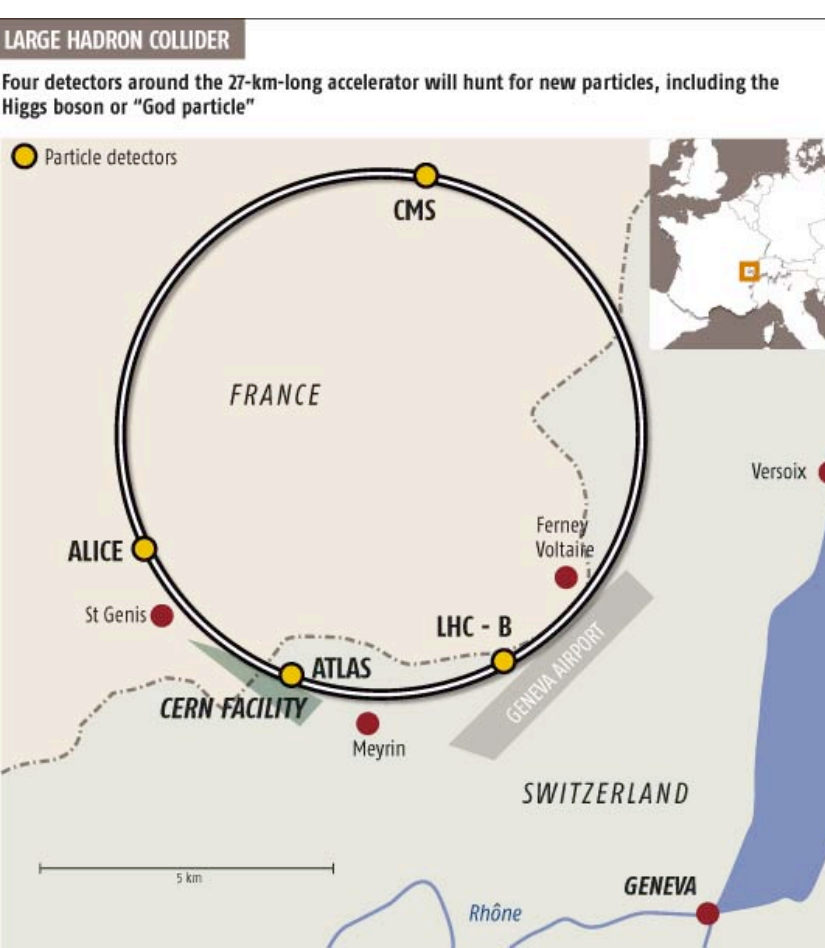 LARGE HADRON COLLIDER
Four detectors around the 27-km-long accelerator will hunt for new particles, including the
Higgs boson or “God particle”
Particle detectors
CMS
FRANCE
Versoix
Ferney
Voltaire
ALICE
St Genis
LHC - B
ATLAS
GENEVA AIRPORT
CERN FACILITY
Meyrin
SWITZERLAND
5 km
GENEVA
Rhône